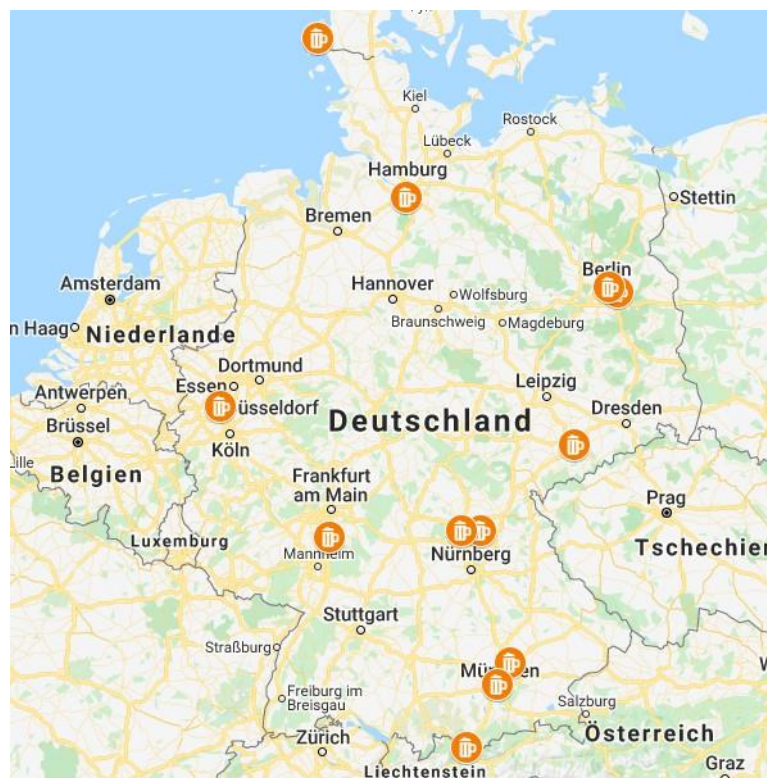 Kiel
Rostock
Lübeck
Hamburg
Stettin
Bremen
Berlin
Amsterdam
Hannover
Wolfsburg
n Haag
Niederlande
Braunschweig
Magdeburg
Dortmund
Essen
Leipzig
Antwerpen
üsseldorf
Deutschland
Dresden
Brüssel
Köln
Lille
Belgien
Frankfurt
am Main
Prag
Luxemburg
Mannheim
Nürnberg
Tschechien
Stuttgart
Straßburg
Mün
en
Freiburg im
Breisgau
Salzburg
Zürich
Österreich
Liechtenstein
Graz